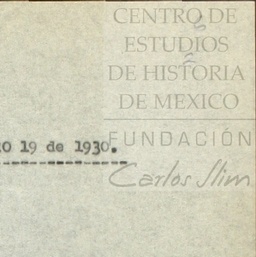 CENTRO DE
ESTUDIOS
DE HISTORIA
DE MEXICO
FUNDACIÓN
Carlos Slim
o 19 de 1930.